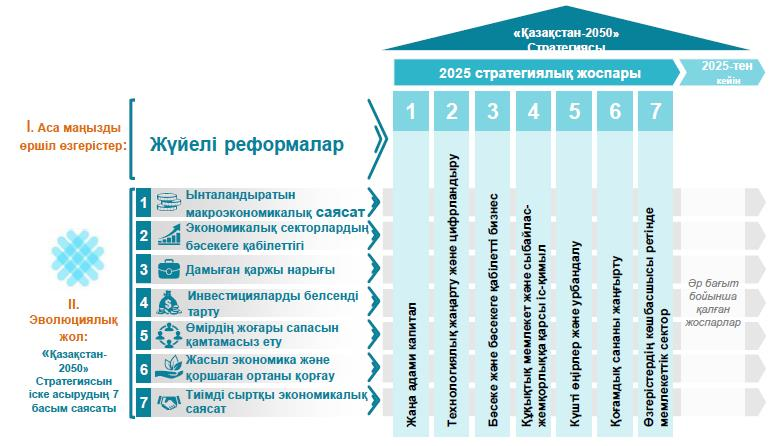 «Қазақстан-2050»
Стратегиясы
2025 стратегиялық жоспары
2025-тен
кейін
I. Аса маңызды
өршіл өзгерістер:
Жүйелі реформалар
1
2
3
4
5
6
7
Жаңа адами капитал
Технологиялық жаңарту және цифрландыру
Бәсеке және бәсекеге қабілетті бизнес
Құқықтық мемлекет және сыбайлас-
жемқорлыққа қарсы іс-қимыл
Күшті өңірлер және урбандалу
Қоғамдық сананы жаңғырту
Өзгерістердің көш басшысы ретінде
мемлекеттік сектор
II.
Эволюциялық
жол:
«Қазақстан-
2050»
Стратегиясын
іске асырудың 7
басым саясаты
1
Ынталандыратын
макроэкономикалық саясат
2
Экономикалық секторлардың
бәсекеге қабілеттігі
3
Дамыған қаржы нарығы
4
Инвестицияларды белсенді
тарту
5
Өмірдің жоғары сапасын
қамтамасыз ету
6
Жасыл экономика және
қоршаған ортаны қорғау
7
Тиімді сыртқы экономикалық
саясат
Әр бағыт
бойынша
қалған
жоспарлар